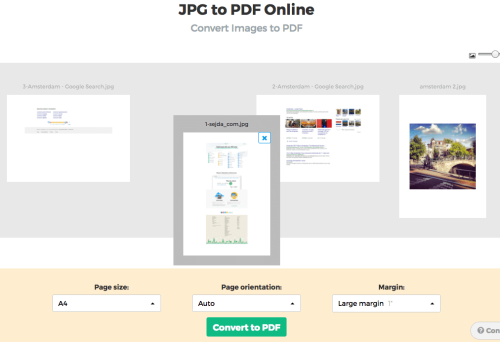 JPG to PDF Online
Convert Images to PDF
3-Amsterdam - Google Search.jpg
2-Amsterdam - Google Search.jpg
amsterdam 2.jpg
1-sejda_com.jpg
Page size:
Page orientation:
Margin:
A4
Auto
Large margin 1"
Convert to PDF
? Con